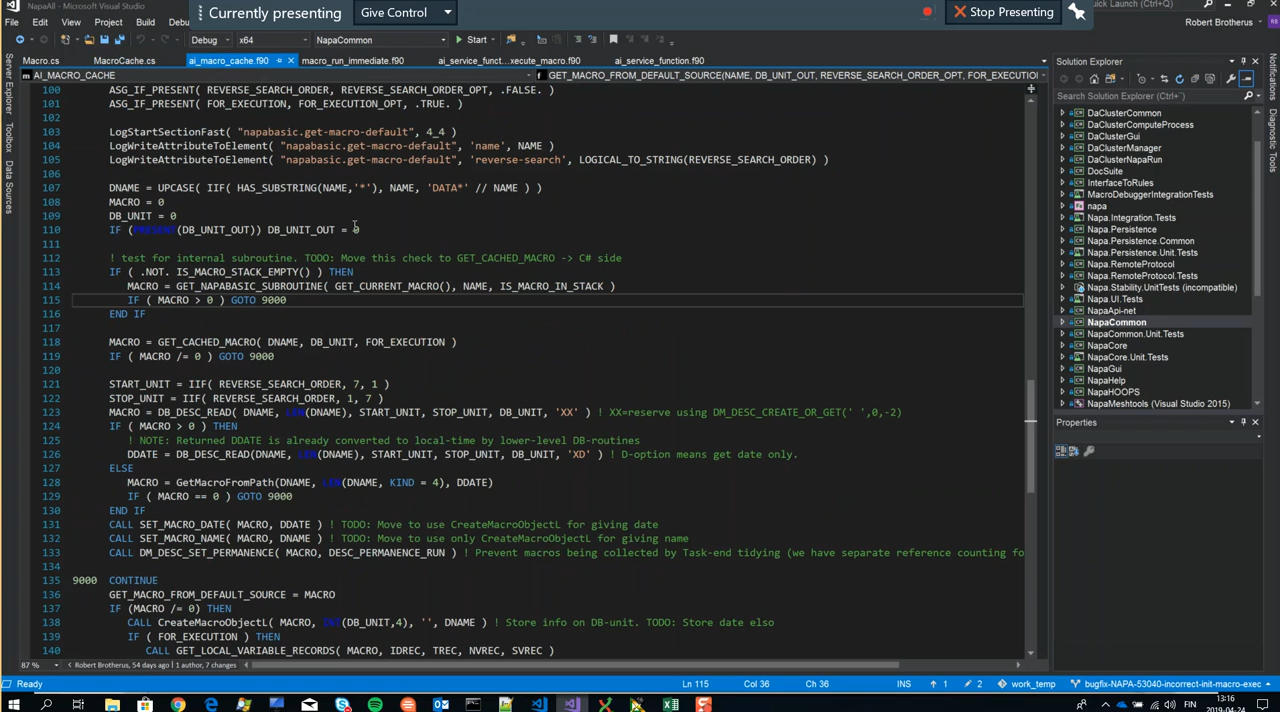 NapaAll - Microsoft Visual Studio
Currently presenting
Give Control
Stop Presenting
Quick Launch (Ctrl+Q)
File Edit View Project Build
Robert Brotherus
Debug x64 NapaCommon Start
Macro.cs MacroCache.cs ai_macro_cache.f90 macro_run_immediate.f90 ai_service_funct...xecute_macro.f90 ai_service_function.f90
AI_MACRO_CACHE
GET_MACRO_FROM_DEFAULT_SOURCE(NAME, DB_UNIT_OUT, REVERSE_SEARCH_ORDER_OPT, FOR_EXECUTION
100 ASG_IF_PRESENT ( REVERSE_SEARCH_ORDER, REVERSE_SEARCH_ORDER_OPT, .FALSE. )
101 ASG_IF_PRESENT ( FOR_EXECUTION, FOR_EXECUTION_OPT, .TRUE. )
102
103 LogStartSectionFast( "napabasic.get-macro-default", 4_4 )
104 LogWriteAttributeToElement( "napabasic.get-macro-default", 'name', NAME )
105 LogWriteAttributeToElement( "napabasic.get-macro-default", 'reverse-search', LOGICAL_TO_STRING(REVERSE_SEARCH_ORDER) )
106
107 DNAME = UPCASE( IIF( HAS_SUBSTRING(NAME,'*'), NAME, 'DATA*' // NAME ) )
108 MACRO = 0
109 DB_UNIT = 0
110 IF (PRESENT(DB_UNIT_OUT)) DB_UNIT_OUT = 0
111
112 ! test for internal subroutine. TODO: Move this check to GET_CACHED_MACRO -> C# side
113 IF ( .NOT. IS_MACRO_STACK_EMPTY() ) THEN
114 MACRO = GET_NAPABASIC_SUBROUTINE( GET_CURRENT_MACRO(), NAME, IS_MACRO_IN_STACK )
115 IF ( MACRO > 0 ) GOTO 9000
116 END IF
117
118 MACRO = GET_CACHED_MACRO ( DNAME, DB_UNIT, FOR_EXECUTION )
119 IF ( MACRO /= 0 ) GOTO 9000
120
121 START_UNIT = IIF( REVERSE_SEARCH_ORDER, 7, 1 )
122 STOP_UNIT = IIF( REVERSE_SEARCH_ORDER, 1, 7 )
123 MACRO = DB_DESC_READ( DNAME, LEN(DNAME), START_UNIT, STOP_UNIT, DB_UNIT, 'XX' ) ! XX=reserve using DM_DESC_CREATE_OR_GET(' ',0,-2)
124 IF ( MACRO > 0 ) THEN
125 ! NOTE: Returned DDATE is already converted to local-time by lower-level DB-routines
126 DDATE = DB_DESC_READ(DNAME, LEN(DNAME), START_UNIT, STOP_UNIT, DB_UNIT, 'XD' ) ! D-option means get date only.
127 ELSE
128 MACRO = GetMacroFromPath(DNAME, LEN(DNAME, KIND = 4), DDATE)
129 IF ( MACRO == 0 ) GOTO 9000
130 END IF
131 CALL SET_MACRO_DATE( MACRO, DDATE ) ! TODO: Move to use CreateMacroObjectL for giving date
132 CALL SET_MACRO_NAME( MACRO, DNAME ) ! TODO: Move to use only CreateMacroObjectL for giving name
133 CALL DM_DESC_SET_PERMANENCE( MACRO, DESC_PERMANENCE_RUN ) ! Prevent macros being collected by Task-end tidying (we have separate reference counting fo
134
135 9000 CONTINUE
136 GET_MACRO_FROM_DEFAULT_SOURCE = MACRO
137 IF (MACRO /= 0) THEN
138 CALL CreateMacroObjectL( MACRO, INT(DB_UNIT,4), '', DNAME ) ! Store info on DB-unit. TODO: Store date elso
139 IF ( FOR_EXECUTION ) THEN
140 CALL GET_LOCAL_VARIABLE_RECORDS( MACRO, IDREC, TREC, NVREC, SVREC )
87 % Robert Brotherus, 54 days ago | 1 author, 7 changes
Server Explorer
Toolbox
Data Sources
Solution Explorer
Search Solution Explorer (Ctrl+¨)
DaClusterCommon
DaClusterComputeProcess
DaClusterGui
DaClusterManager
DaClusterNapaRun
DocSuite
InterfaceToRules
MacroDebuggerIntegrationTests
napa
Napa.Integration.Tests
Napa.Persistence
Napa.Persistence.Common
Napa.Persistence.Unit.Tests
Napa.RemoteProtocol
Napa.RemoteProtocol.Tests
Napa.Stability.UnitTests (incompatible)
Napa.UI.Tests
NapaApi-net
NapaCommon
NapaCommon.Unit.Tests
NapaCore
NapaCore.Unit.Tests
NapaGui
NapaHelp
NapaHOOPS
NapaMeshtools (Visual Studio 2015)
Properties
Notifications
Diagnostic Tools
Ready Ln 115 Col 36 Ch 36 INS 1 2 work_temp bugfix-NAPA-53040-incorrect-init-macro-exec
FIN 13:16
2019-04-24